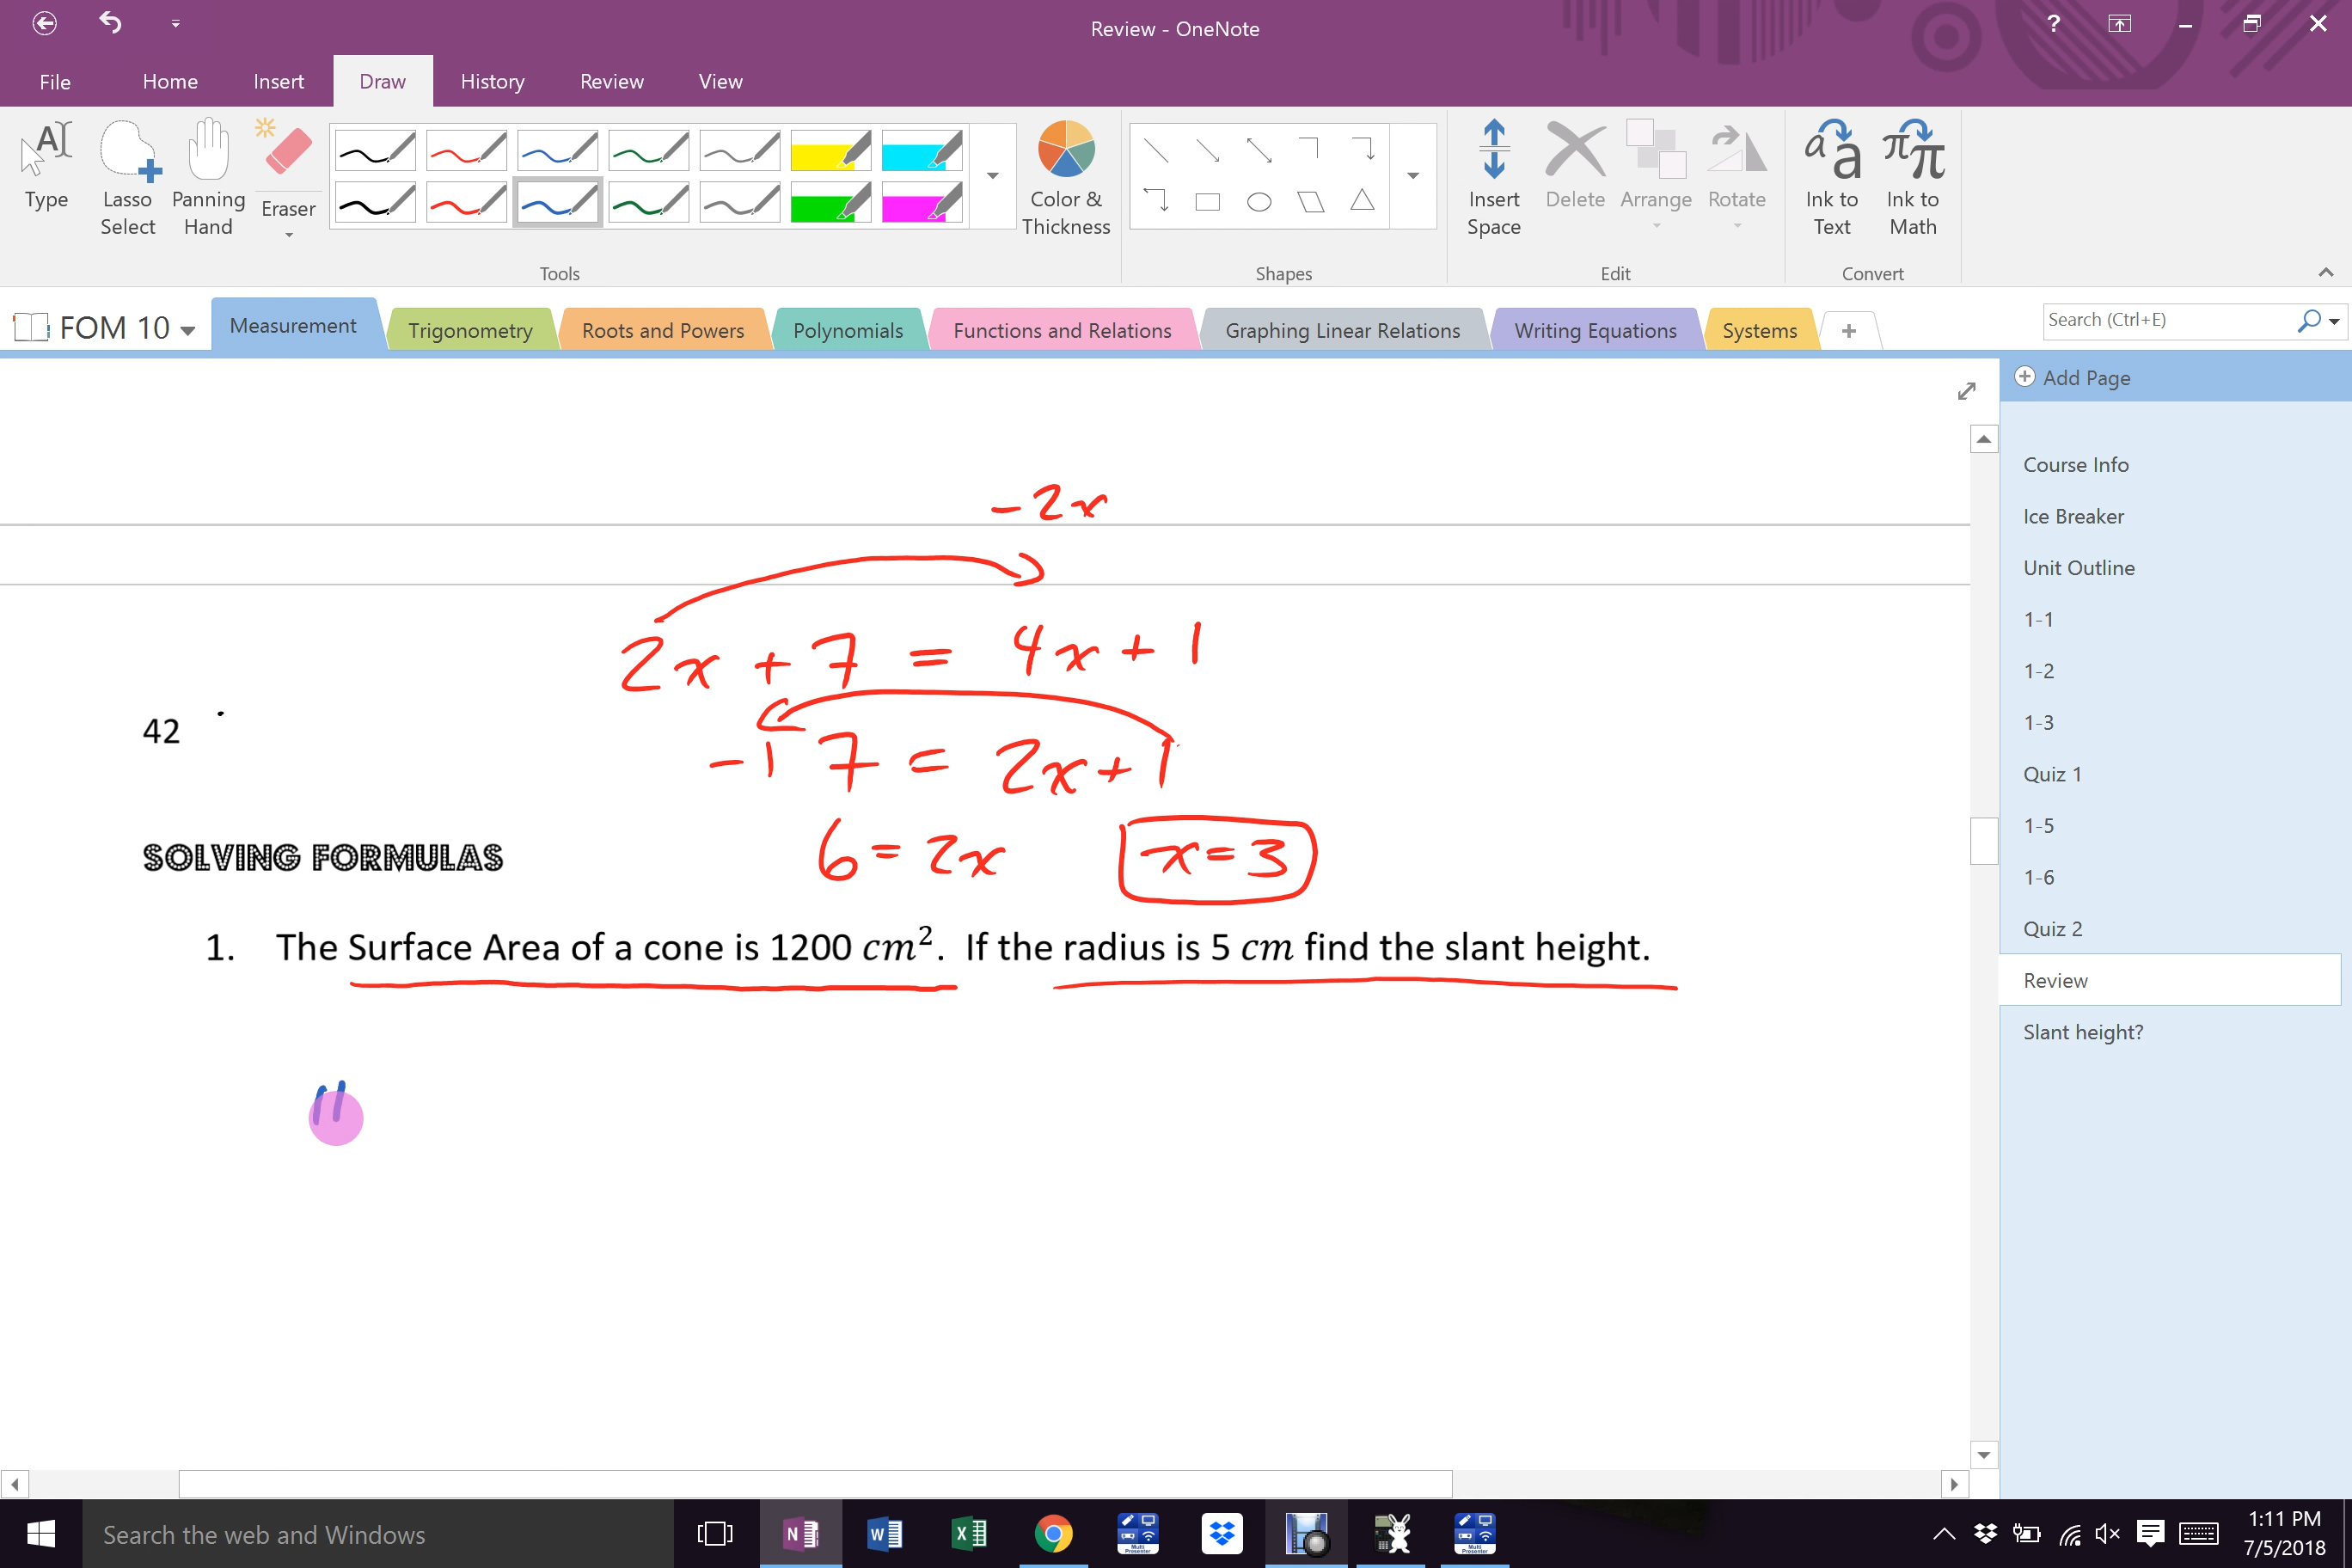 Review - OneNote
?
File Home Insert Draw History Review View
Type
Lasso Select
Panning Hand
Eraser
Color & Thickness
Insert Space
Delete
Arrange
Rotate
Ink to Text
Ink to Math
Tools
Shapes
Edit
Convert
FOM 10 Measurement Trigonometry Roots and Powers Polynomials Functions and Relations Graphing Linear Relations Writing Equations Systems +
Search (Ctrl+E)
Add Page
Course Info
Ice Breaker
Unit Outline
1-1
1-2
1-3
Quiz 1
1-5
1-6
Quiz 2
Review
Slant height?
-2x
2x + 7 = 4x + 1
42
-1 7 = 2x + 1
6 = 2x x = 3
SOLVING FORMULAS
1. The Surface Area of a cone is 1200 cm². If the radius is 5 cm find the slant height.
Search the web and Windows
1:11 PM
7/5/2018